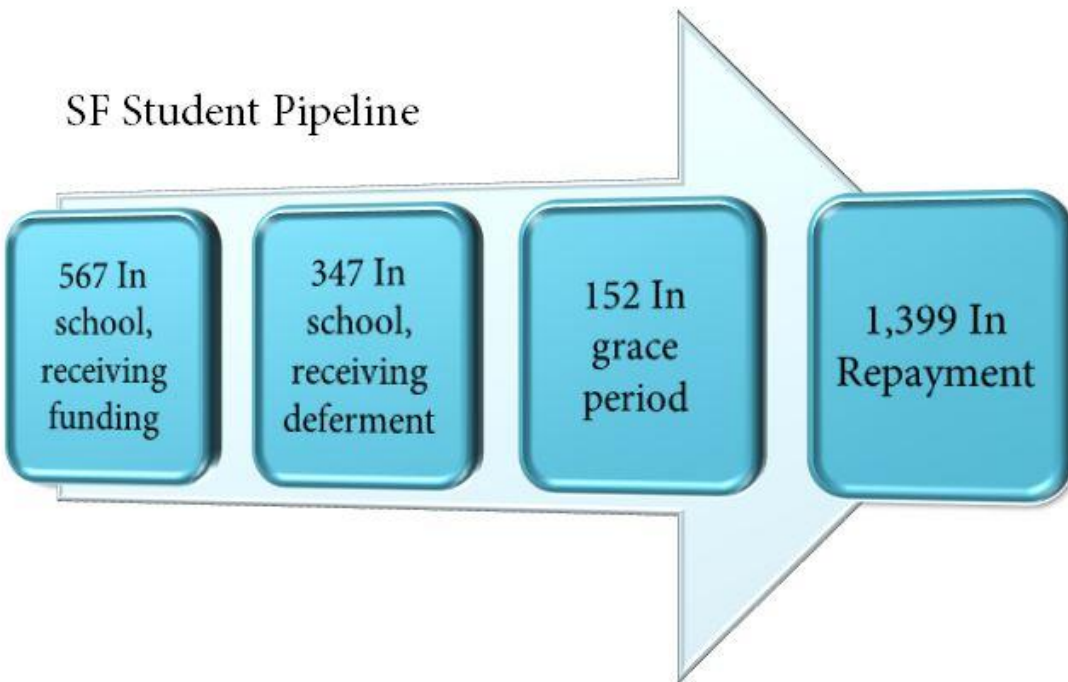 SF Student Pipeline
567 In
school,
receiving
funding
347 In
school,
receiving
deferment
152 In
grace
period
1,399 In
Repayment